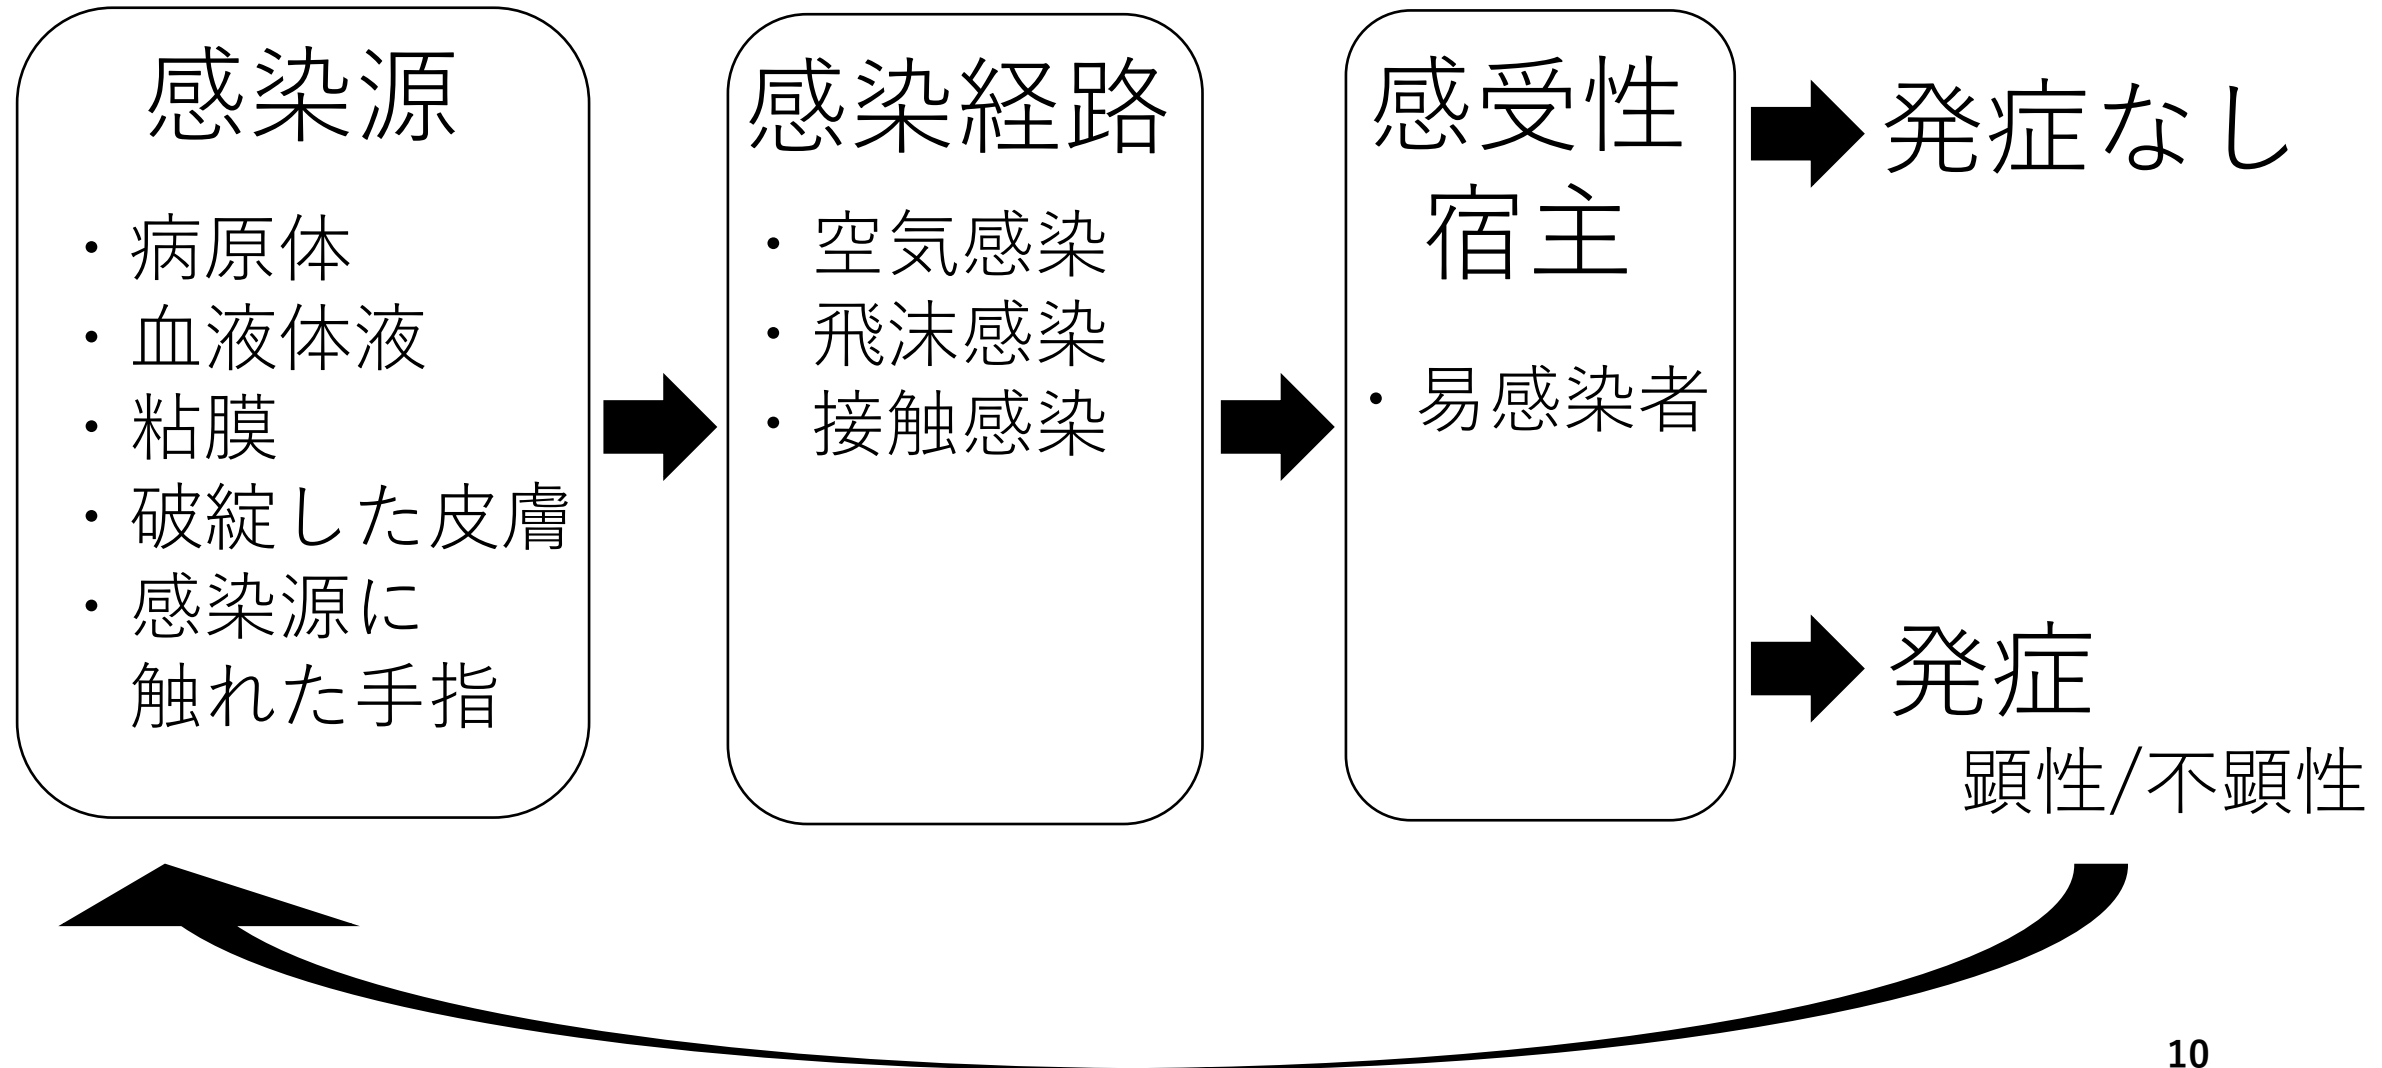 感染源
・病原体
・血液体液
・粘膜
・破綻した皮膚
・感染源に
触れた手指
感染経路
・空気感染
・飛沫感染
・接触感染
感受性
宿主
・易感染者
発症なし
発症
顕性/不顕性
10